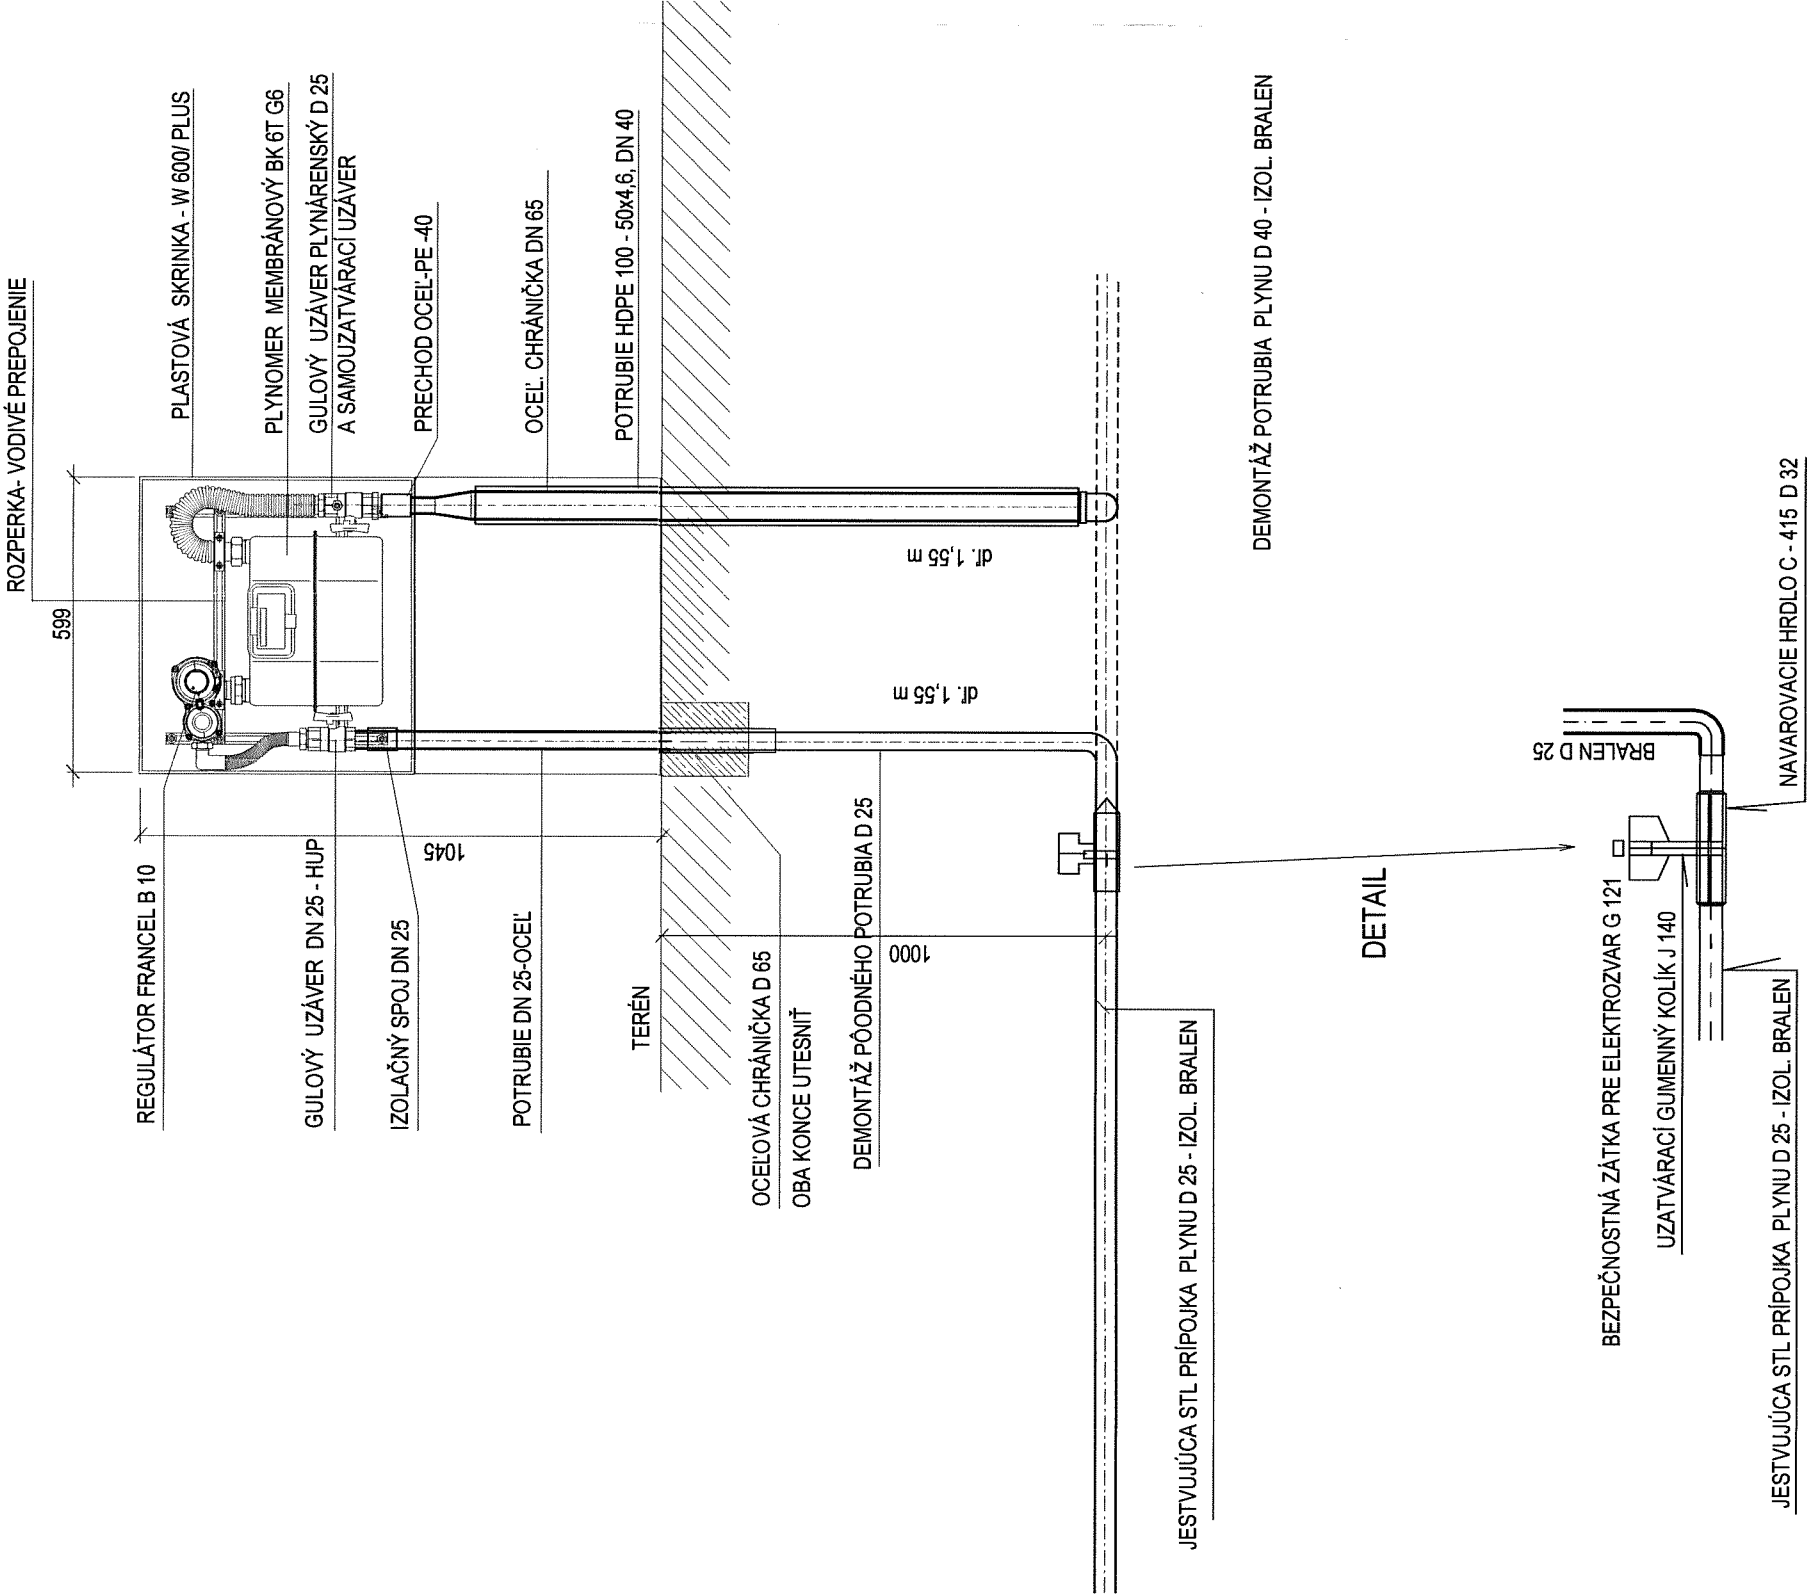 ROZPERKA- VODIVÉ PREPOJENIE
599
PLASTOVÁ SKRINKA - W 600/ PLUS
PLYNOMER MEMBRÁNOVÝ BK 6T G6
GULOVÝ UZÁVER PLYNÁRENSKÝ D 25
A SAMOUZATVÁRACÍ UZÁVER
PRECHOD OCEĽ-PE -40
OCEĽ. CHRÁNIČKA DN 65
POTRUBIE HDPE 100 - 50x4,6, DN 40
REGULÁTOR FRANCEL B 10
1045
GULOVÝ UZÁVER DN 25 - HUP
IZOLAČNÝ SPOJ DN 25
POTRUBIE DN 25-OCEĽ
TERÉN
OCEĽOVÁ CHRÁNIČKA D 65
OBA KONCE UTESNIŤ
DEMONTÁŽ PÔODNÉHO POTRUBIA D 25
1000
dľ. 1,55 m
dľ. 1,55 m
DEMONTÁŽ POTRUBIA PLYNU D 40 - IZOL. BRALEN
JESTVUJÚCA STL PRÍPOJKA PLYNU D 25 - IZOL. BRALEN
DETAIL
BRALEN D 25
BEZPEČNOSTNÁ ZÁTKA PRE ELEKTROZVAR G 121
UZATVÁRACÍ GUMENNÝ KOLÍK J 140
NAVAROVACIE HRDLO C - 415 D 32
JESTVUJÚCA STL PRÍPOJKA PLYNU D 25 - IZOL. BRALEN